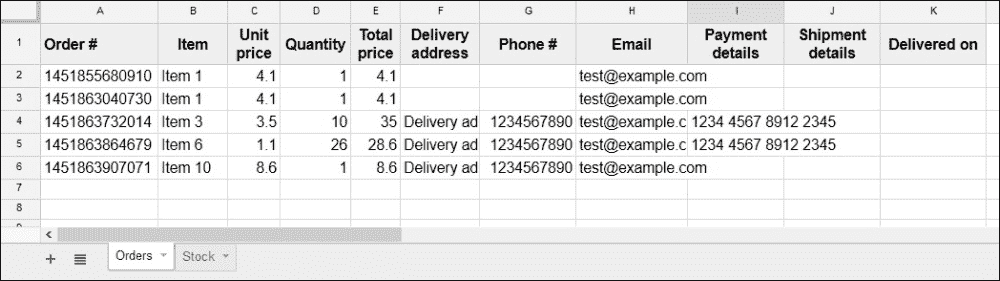 A B C D E F G H I J K
1 Order # Item Unit price Quantity Total price Delivery address Phone # Email Payment details Shipment details Delivered on
2 1451855680910 Item 1 4.1 1 4.1 test@example.com
3 1451863040730 Item 1 4.1 1 4.1 test@example.com
4 1451863732014 Item 3 3.5 10 35 Delivery ad 1234567890 test@example.c 1234 4567 8912 2345
5 1451863864679 Item 6 1.1 26 28.6 Delivery ad 1234567890 test@example.c 1234 4567 8912 2345
6 1451863907071 Item 10 8.6 1 8.6 Delivery ad 1234567890 test@example.com
7
8
Orders Stock